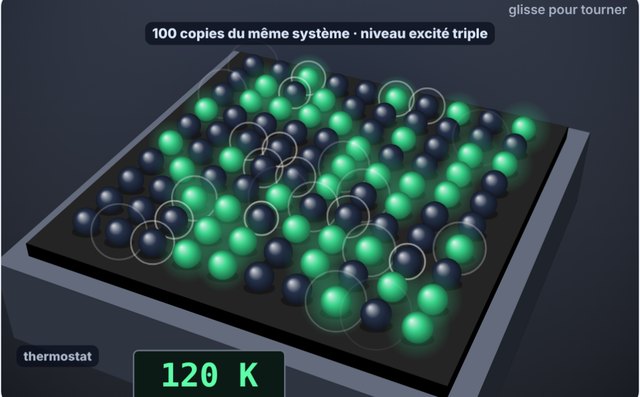 glisse pour tourner
100 copies du même système · niveau excité triple
thermostat
120 K